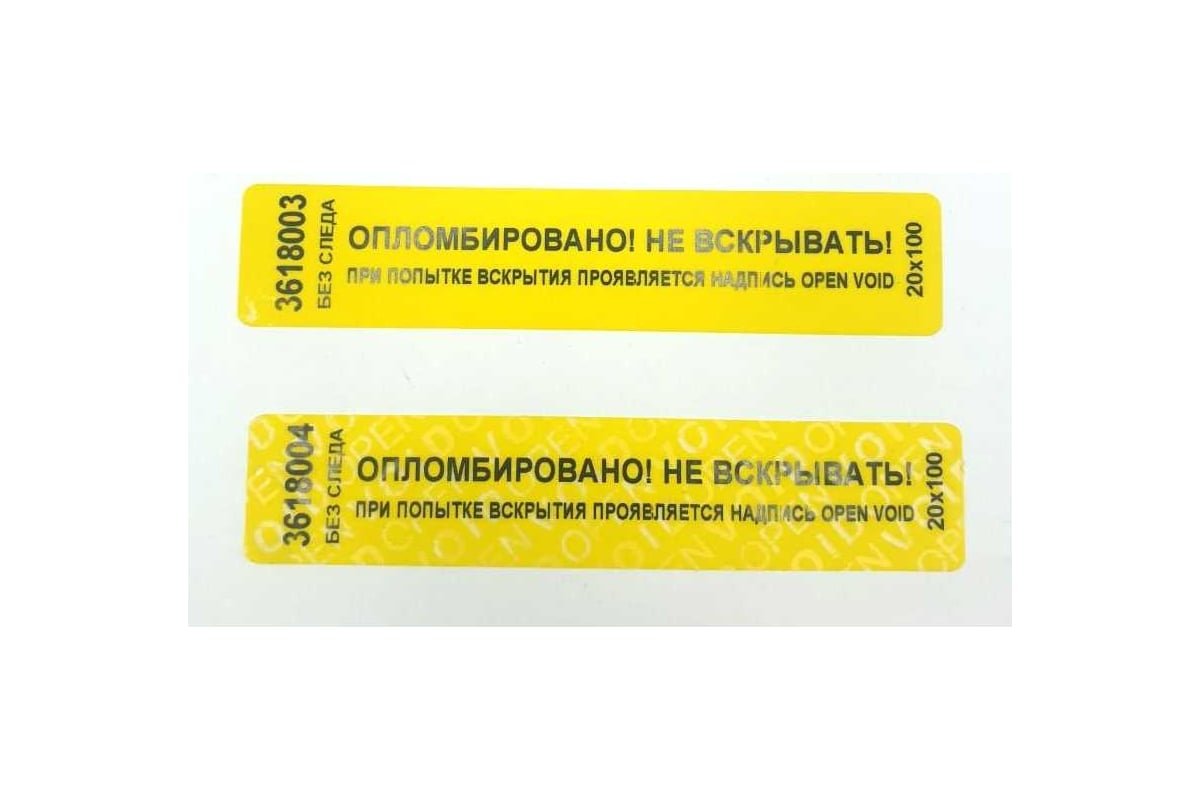 3618003
БЕЗ СЛЕДА
ОПЛОМБИРОВАНО! НЕ ВСКРЫВАТЬ!
ПРИ ПОПЫТКЕ ВСКРЫТИЯ ПРОЯВЛЯЕТСЯ НАДПИСЬ OPEN VOID
20x100
3618004
БЕЗ СЛЕДА
ОПЛОМБИРОВАНО! НЕ ВСКРЫВАТЬ!
ПРИ ПОПЫТКЕ ВСКРЫТИЯ ПРОЯВЛЯЕТСЯ НАДПИСЬ OPEN VOID
20x100